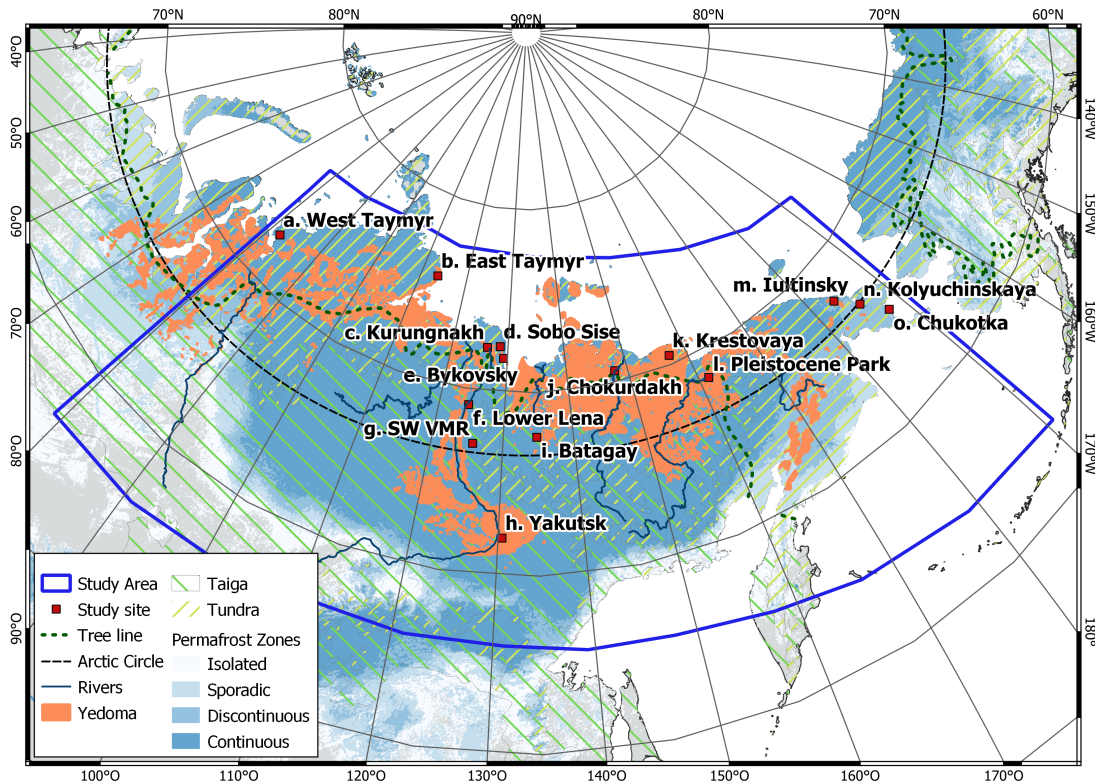 70°N 80°N 90°N 80°N 70°N 60°N
40°O
50°O
60°O
70°O
80°O
90°O
140°W
150°W
160°W
170°W
180°
a. West Taymyr
b. East Taymyr
m. Iultinsky
n. Kolyuchinskaya
o. Chukotka
c. Kurungnakh
d. Sobo Sise
k. Krestovaya
l. Pleistocene Park
e. Bykovsky
j. Chokurdakh
f. Lower Lena
g. SW VMR
i. Batagay
h. Yakutsk
Study Area
Study site
Tree line
Arctic Circle
Rivers
Yedoma
Taiga
Tundra
Permafrost Zones
Isolated
Sporadic
Discontinuous
Continuous
100°O 110°O 120°O 130°O 140°O 150°O 160°O 170°O